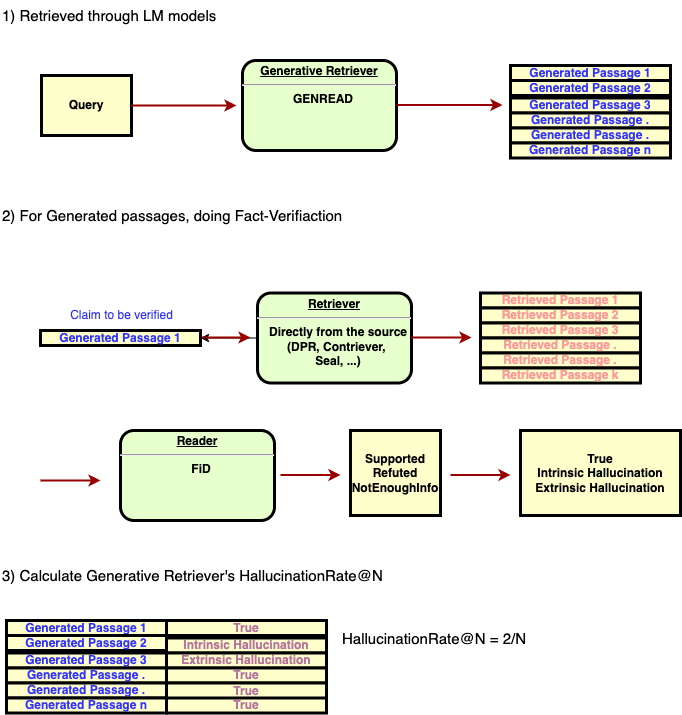 1) Retrieved through LM models
Query
Generative Retriever
GENREAD
Generated Passage 1
Generated Passage 2
Generated Passage 3
Generated Passage .
Generated Passage .
Generated Passage n
2) For Generated passages, doing Fact-Verifiaction
Claim to be verified
Generated Passage 1
Retriever
Directly from the source
(DPR, Contriever,
Seal, ...)
Retrieved Passage 1
Retrieved Passage 2
Retrieved Passage 3
Retrieved Passage .
Retrieved Passage .
Retrieved Passage k
Reader
FiD
Supported
Refuted
NotEnoughInfo
True
Intrinsic Hallucination
Extrinsic Hallucination
3) Calculate Generative Retriever's HallucinationRate@N
Generated Passage 1 True
Generated Passage 2 Intrinsic Hallucination
Generated Passage 3 Extrinsic Hallucination
Generated Passage . True
Generated Passage . True
Generated Passage n True
HallucinationRate@N = 2/N